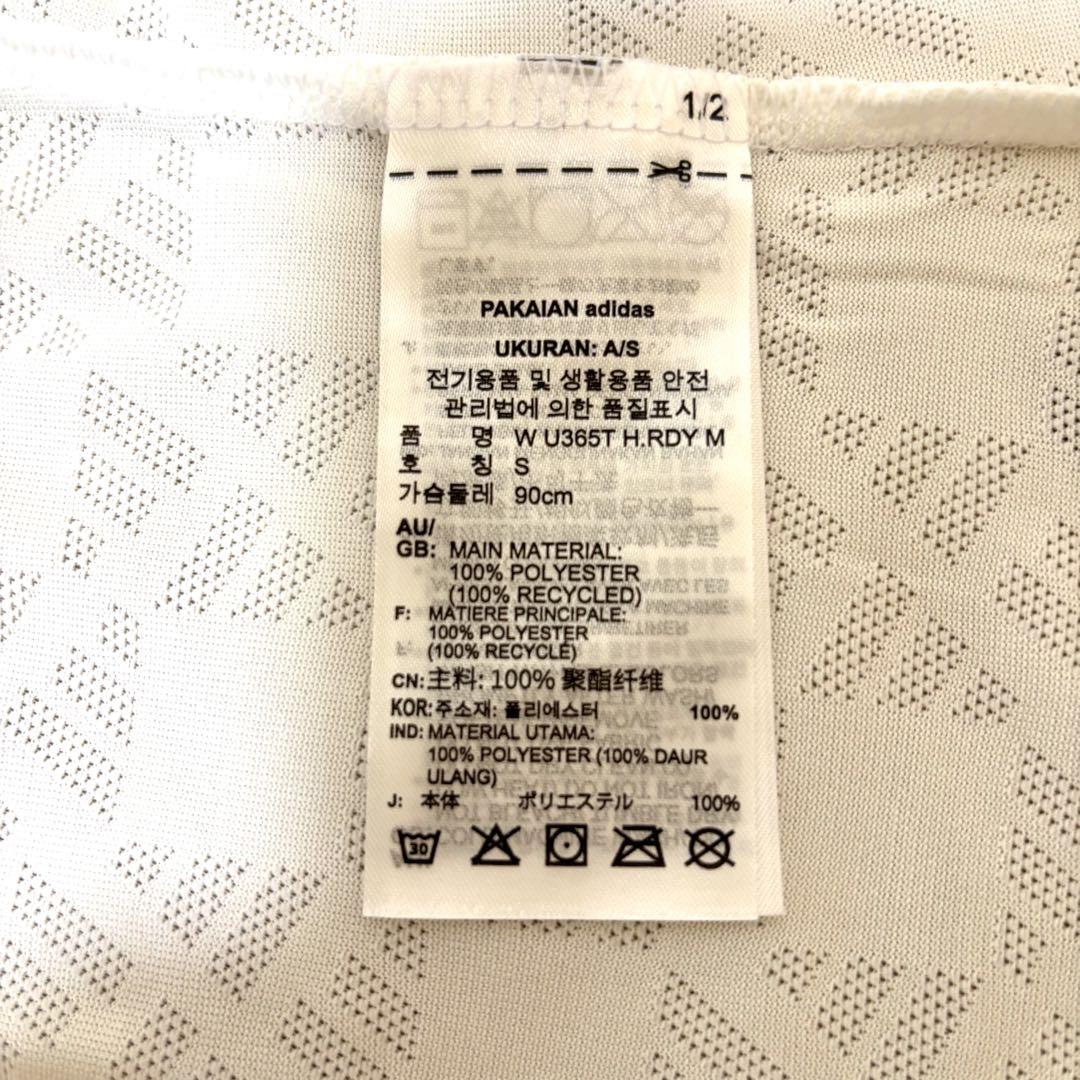 1/2
PAKAIAN adidas
UKURAN: A/S
전기용품 및 생활용품 안전
관리법에 의한 품질표시
품 명 W U365T H.RDY M
호 칭 S
가슴둘레 90cm
AU/
GB: MAIN MATERIAL:
100% POLYESTER
(100% RECYCLED)
F: MATIERE PRINCIPALE:
100% POLYESTER
(100% RECYCLÉ)
CN: 主料: 100% 聚酯纤维
KOR: 주소재: 폴리에스터 100%
IND: MATERIAL UTAMA:
100% POLYESTER (100% DAUR
ULANG)
J: 本体 ポリエステル 100%
30